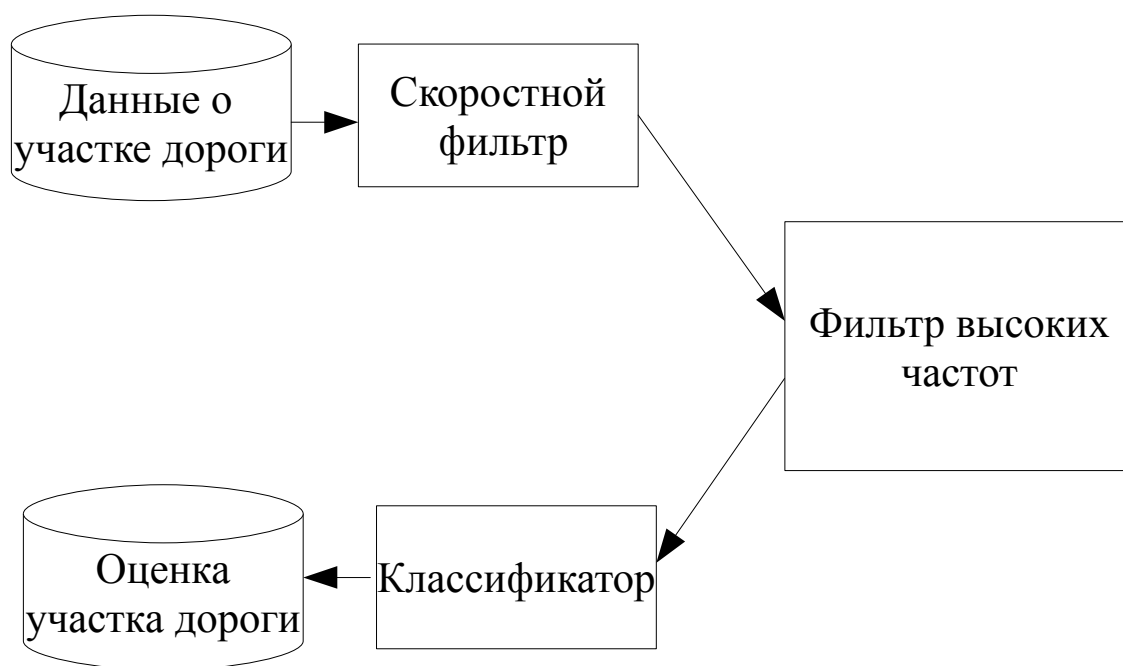 Данные о
участке дороги
Скоростной
фильтр
Фильтр высоких
частот
Классификатор
Оценка
участка дороги